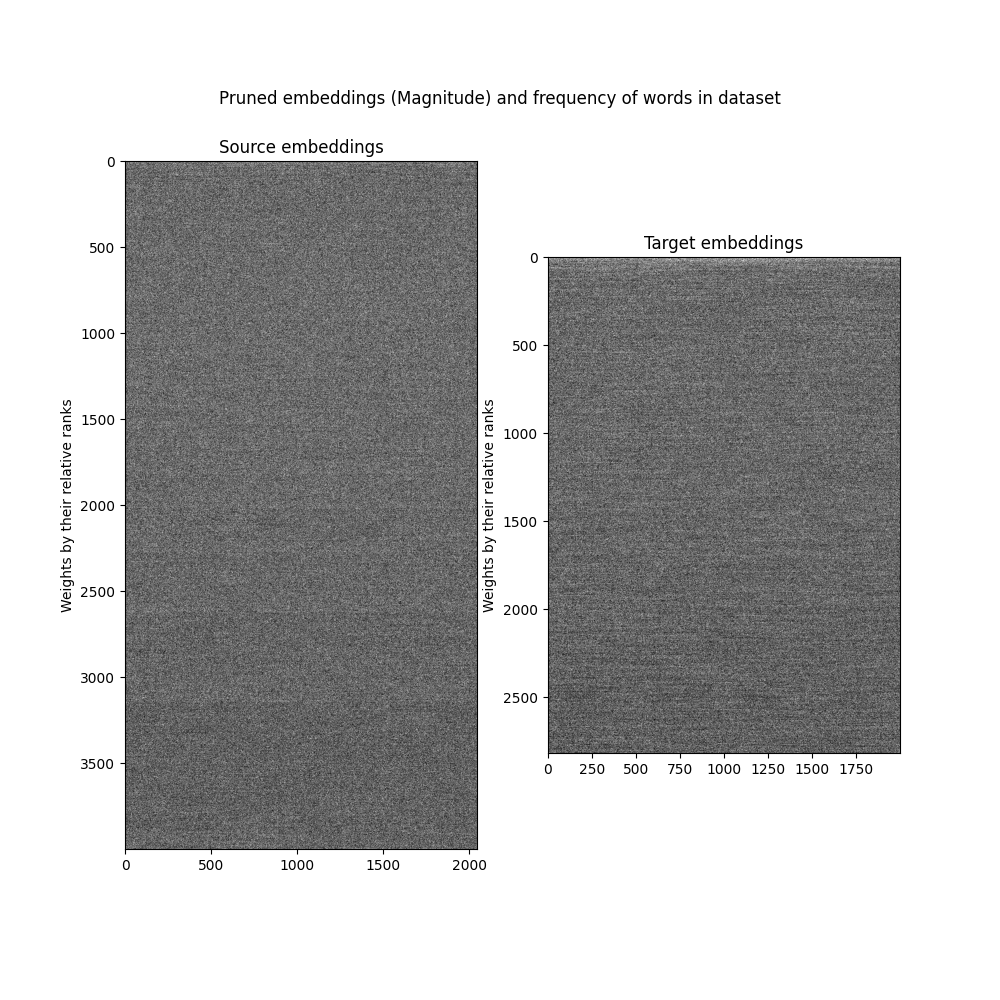 Pruned embeddings (Magnitude) and frequency of words in dataset
Source embeddings
Weights by their relative ranks
0
500
1000
1500
2000
2500
3000
3500
0 500 1000 1500 2000
Target embeddings
Weights by their relative ranks
0
500
1000
1500
2000
2500
0 250 500 750 1000 1250 1500 1750